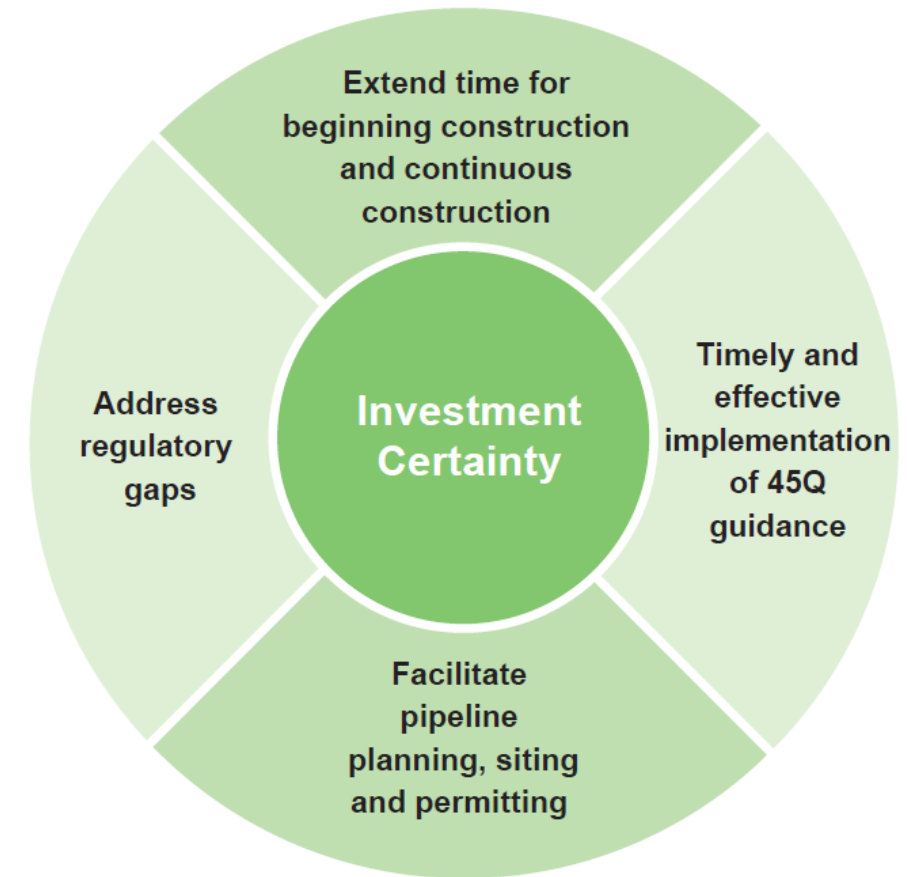 Extend time for
beginning construction
and continuous
construction
Timely and
effective
implementation
of 45Q
guidance
Investment
Certainty
Address
regulatory
gaps
Facilitate
pipeline
planning, siting
and permitting